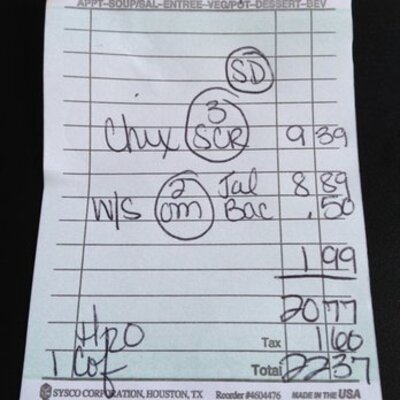 APPT–SOUP/SAL–ENTREE–VEG/POT–DESSERT–BEV
SD
3
Chix SCR 9 39
2 Jal 8 89
W/S OM Bac .50
1 99
20 77
H2O Tax 1 60
1 Cof Total 22 37
SYSCO CORPORATION, HOUSTON, TX Reorder #4604476 MADE IN THE USA